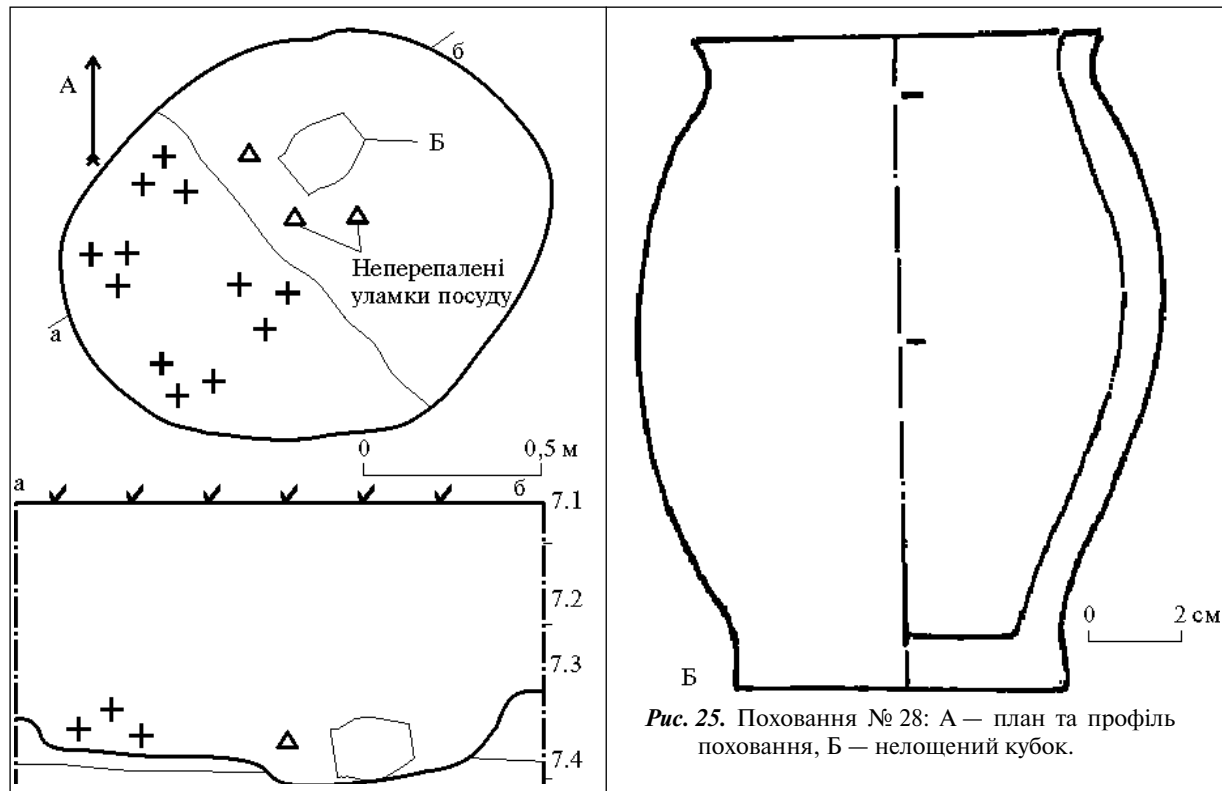 А
б
Б
Неперепалені
уламки посуду
а
0 0,5 м
а б
7.1
7.2
7.3
7.4
0 2 см
Б
Рис. 25. Поховання № 28: А — план та профіль
поховання, Б — нелощений кубок.